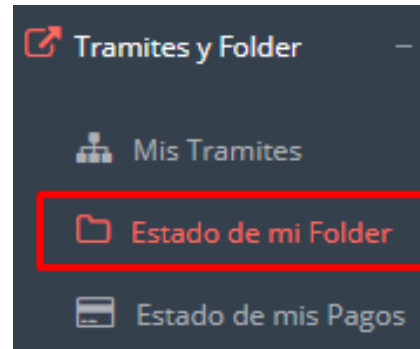 Tramites y Folder
Mis Tramites
Estado de mi Folder
Estado de mis Pagos